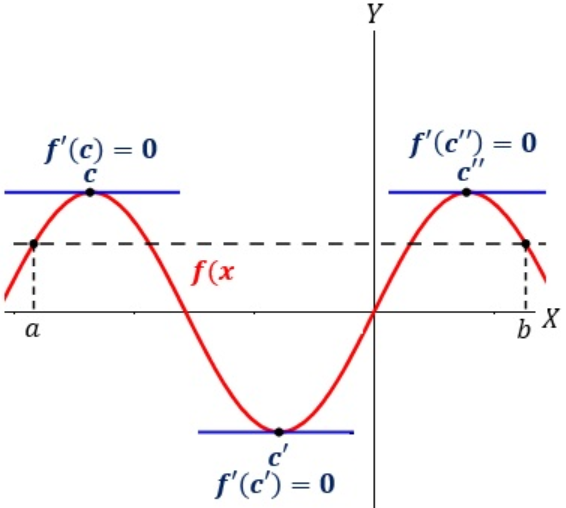 Y
f′(c) = 0
c
f′(c′′) = 0
c′′
f(x
a
b
X
c′
f′(c′) = 0